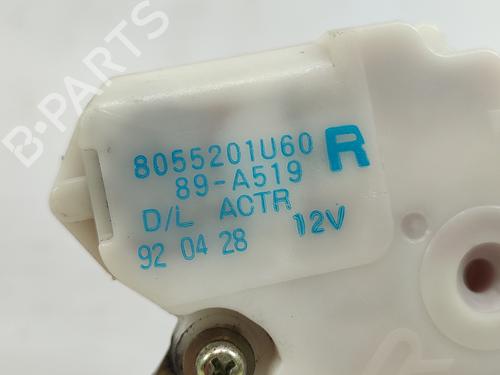 B-PARTS
8055201U60 R
89-A519
D/L ACTR
12V
92 04 28